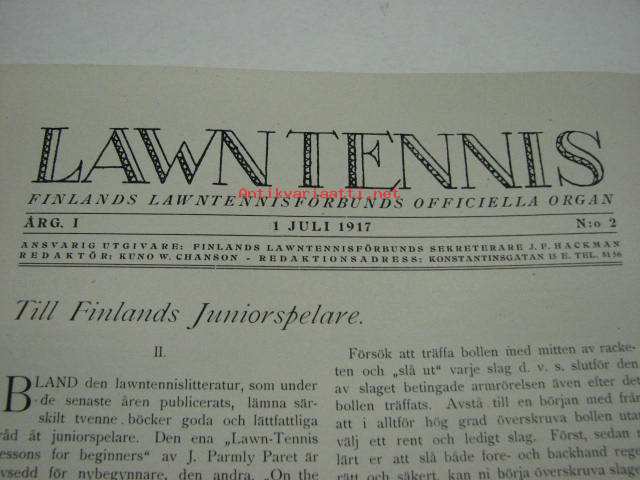 LAWN TENNIS
Antikvariaatti.net
FINLANDS LAWNTENNISFÖRBUNDS OFFICIELLA ORGAN
ÅRG. I 1 JULI 1917 N:o 2
ANSVARIG UTGIVARE: FINLANDS LAWNTENNISFÖRBUNDS SEKRETERARE J. F. HACKMAN
REDAKTÖR: KUNO W. CHANSON - REDAKTIONSADRESS: KONSTANTINSGATAN 15 E. TEL. 81 56
Till Finlands Juniorspelare.
II.
BLAND den lawntennislitteratur, som under
de senaste åren publicerats, lämna sär-
skilt tvenne böcker goda och lättfattliga
råd åt juniorspelare. Den ena „Lawn-Tennis
lessons for beginners" av J. Parmly Paret är
avsedd för nybegynnare, den andra, „On the
Försök att träffa bollen med mitten av racke-
ten och „slå ut" varje slag d. v. s. slutför den
av slaget betingade armrörelsen även efter det
bollen träffats. Avstå till en början med från
att i alltför hög grad överskruva bollen utan
välj ett rent och ledigt slag. Först, sedan
lärt er att slå både fore- och backhand
rätt och säkert, kan ni börja överskruva